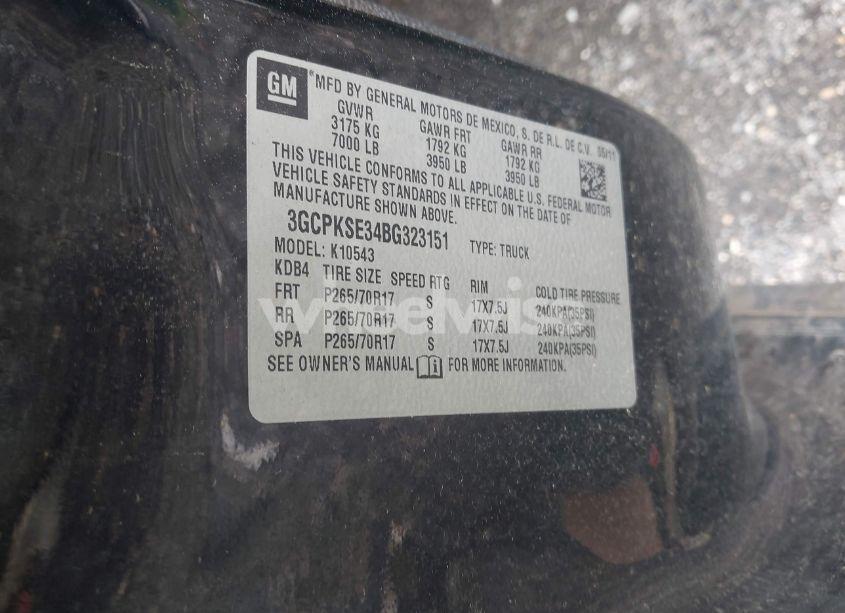 GM
® MFD BY GENERAL MOTORS DE MEXICO, S. DE R.L. DE C.V. 05/11
GVWR GAWR FRT GAWR RR
3175 KG 1792 KG 1792 KG
7000 LB 3950 LB 3950 LB
THIS VEHICLE CONFORMS TO ALL APPLICABLE U.S. FEDERAL MOTOR
VEHICLE SAFETY STANDARDS IN EFFECT ON THE DATE OF
MANUFACTURE SHOWN ABOVE.
3GCPKSE34BG323151 TYPE: TRUCK
MODEL: K10543
KDB4 TIRE SIZE SPEED RTG RIM COLD TIRE PRESSURE
FRT P265/70R17 S 17X7.5J 240KPA(35PSI)
RR P265/70R17 S 17X7.5J 240KPA(35PSI)
SPA P265/70R17 S 17X7.5J 240KPA(35PSI)
SEE OWNER'S MANUAL FOR MORE INFORMATION.